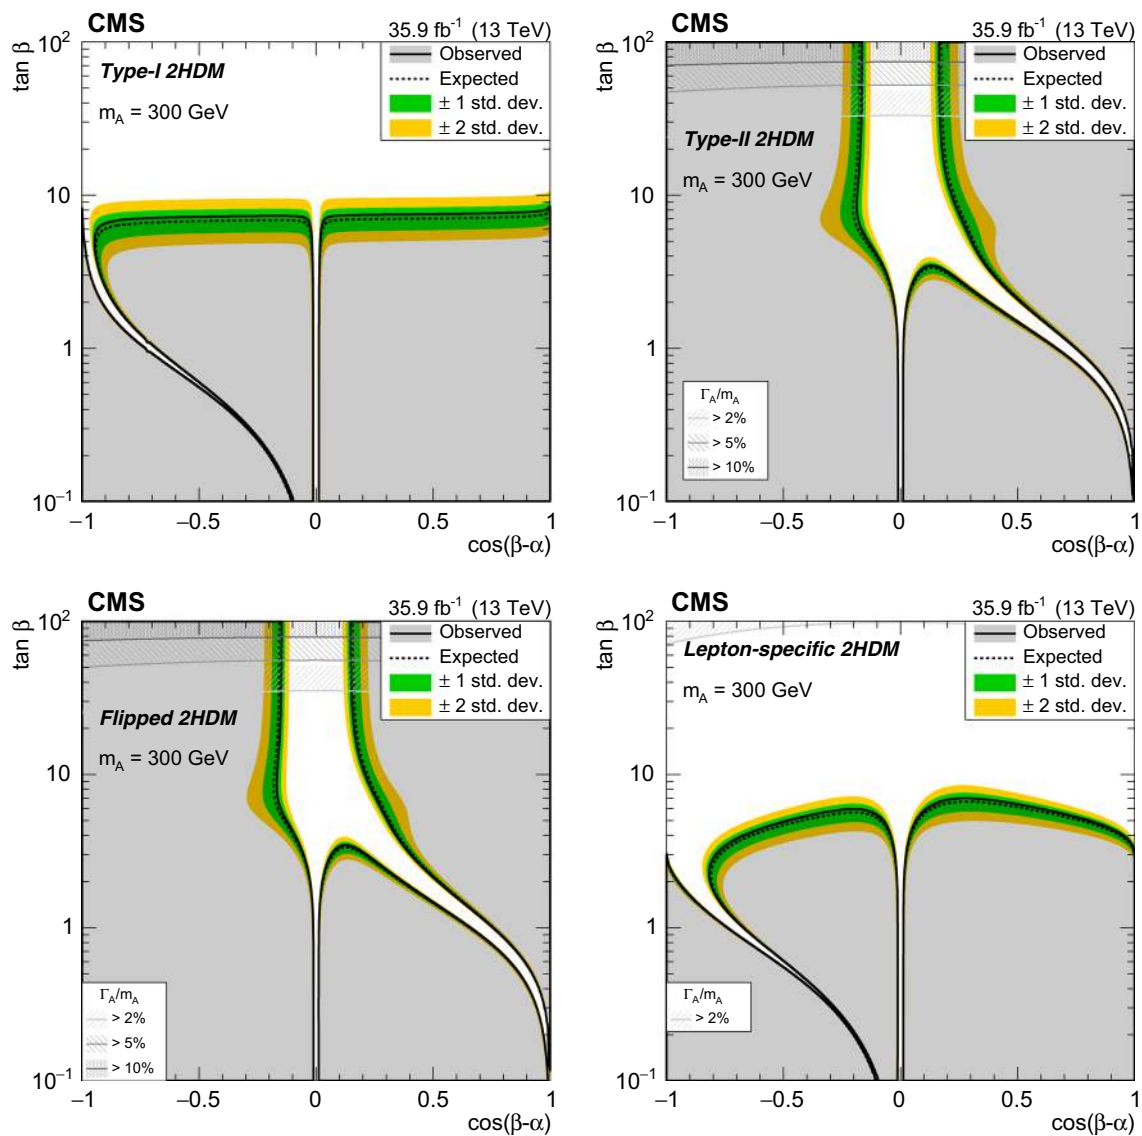 CMS
35.9 fb⁻¹ (13 TeV)
tan β
10²
10
1
10⁻¹
Type-I 2HDM
m_A = 300 GeV
Observed
Expected
± 1 std. dev.
± 2 std. dev.
−1
−0.5
0
0.5
1
cos(β-α)
CMS
35.9 fb⁻¹ (13 TeV)
tan β
10²
10
1
10⁻¹
Observed
Expected
± 1 std. dev.
± 2 std. dev.
Type-II 2HDM
m_A = 300 GeV
Γ_A/m_A
> 2%
> 5%
> 10%
−1
−0.5
0
0.5
1
cos(β-α)
CMS
35.9 fb⁻¹ (13 TeV)
tan β
10²
10
1
10⁻¹
Observed
Expected
± 1 std. dev.
± 2 std. dev.
Flipped 2HDM
m_A = 300 GeV
Γ_A/m_A
> 2%
> 5%
> 10%
−1
−0.5
0
0.5
1
cos(β-α)
CMS
35.9 fb⁻¹ (13 TeV)
tan β
10²
10
1
10⁻¹
Lepton-specific 2HDM
m_A = 300 GeV
Observed
Expected
± 1 std. dev.
± 2 std. dev.
Γ_A/m_A
> 2%
−1
−0.5
0
0.5
1
cos(β-α)